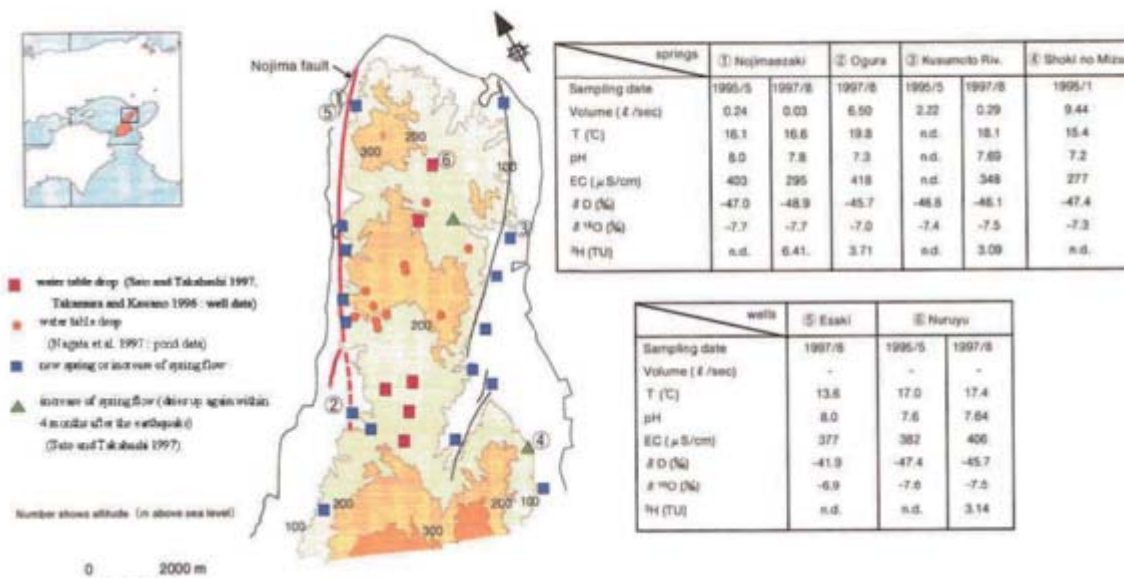 Nojima fault
⑤
⑥
③
②
④
300
200
100
200
200
100
300
200
100
water table drop (Sato and Takahashi 1997,
Takemura and Kawano 1996 : well data)
water table drop
(Nagata et al. 1997 : pond data)
new spring or increase of spring flow
increase of spring flow (dries up again within
4 months after the earthquake)
(Sato and Takahashi 1997)
Number shows altitude (m above sea level)
0 2000 m
springs ① Nojimaezaki ② Ogura ③ Kusumoto Riv. ④ Shoki no Mizu
Sampling date 1995/5 1997/8 1997/8 1995/5 1997/8 1995/1
Volume (ℓ/sec) 0.24 0.03 6.50 2.22 0.29 9.44
T (℃) 16.1 16.6 19.8 n.d. 18.1 15.4
pH 8.0 7.8 7.3 n.d. 7.69 7.2
EC (μS/cm) 403 295 418 n.d. 348 277
δD (‰) -47.0 -48.9 -45.7 -46.6 -46.1 -47.4
δ¹⁸O (‰) -7.7 -7.7 -7.0 -7.4 -7.5 -7.3
³H (TU) n.d. 6.41. 3.71 n.d. 3.09 n.d.
wells ⑤ Esaki ⑥ Nuruyu
Sampling date 1997/8 1995/5 1997/8
Volume (ℓ/sec) - - -
T (℃) 13.6 17.0 17.4
pH 8.0 7.6 7.64
EC (μS/cm) 377 382 406
δD (‰) -41.9 -47.4 -45.7
δ¹⁸O (‰) -6.9 -7.6 -7.5
³H (TU) n.d. n.d. 3.14